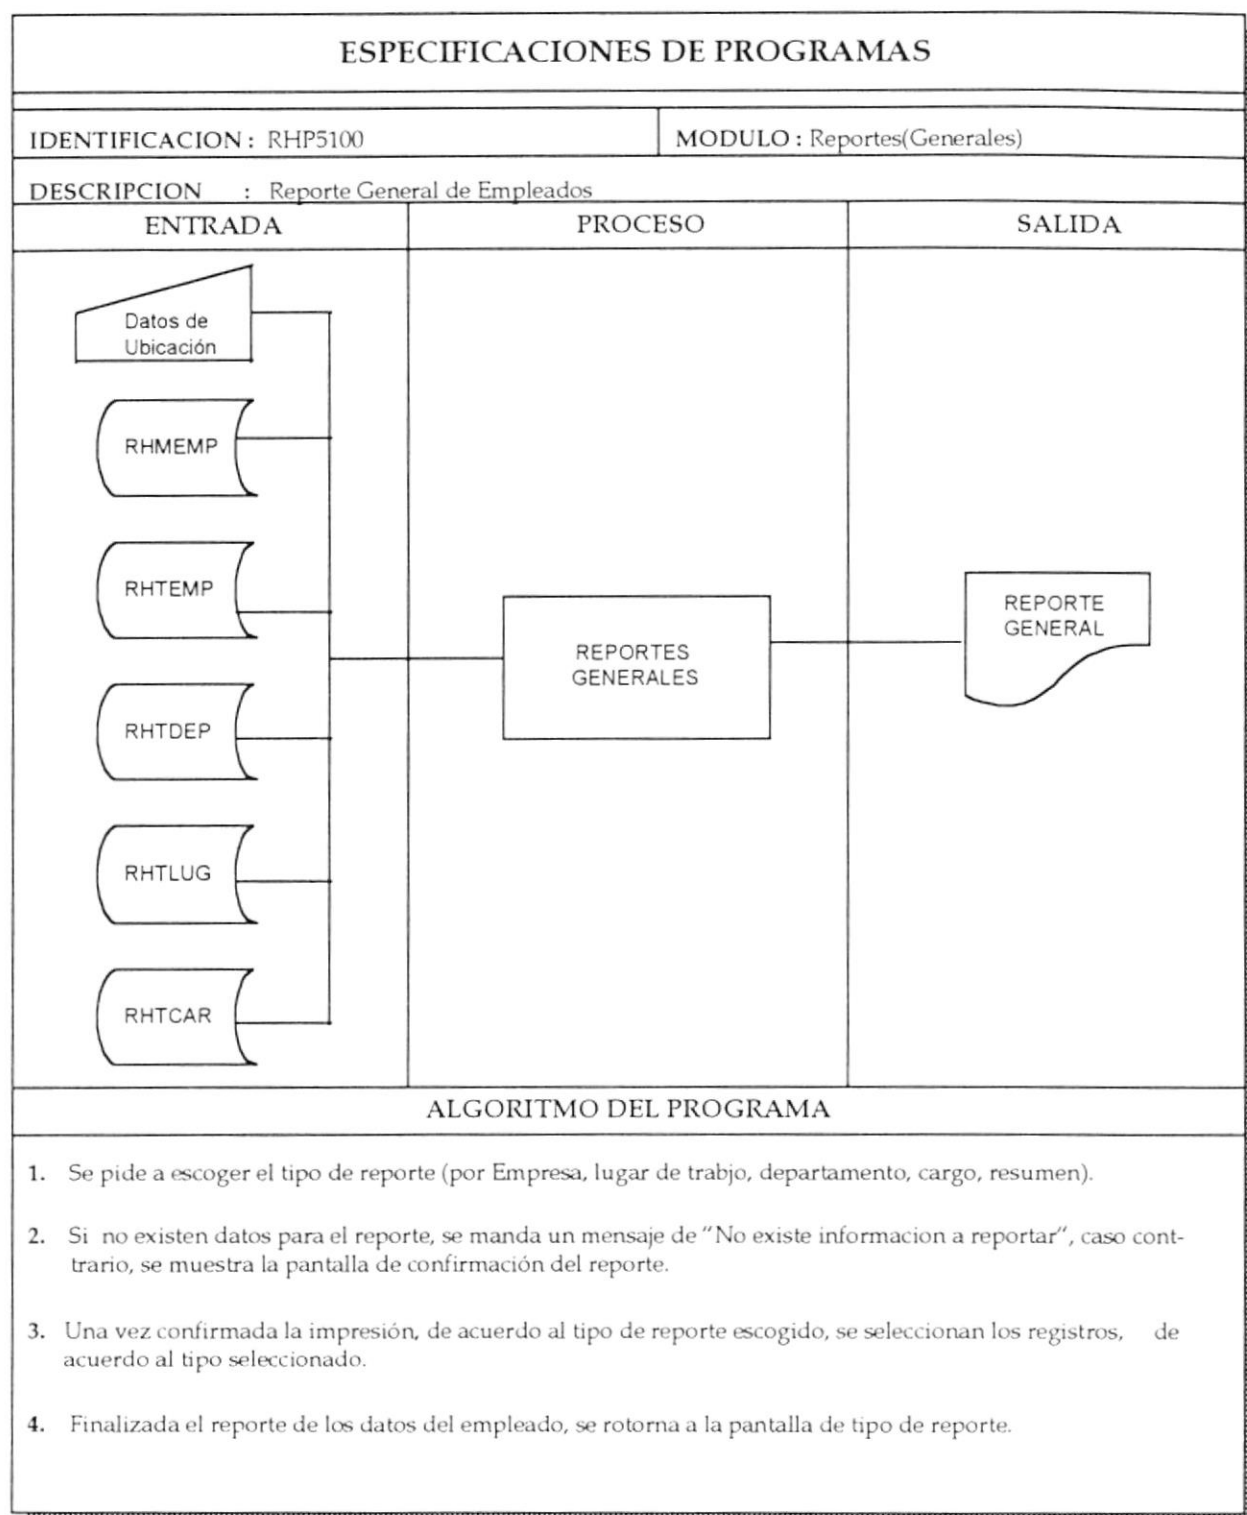 ESPECIFICACIONES DE PROGRAMAS
IDENTIFICACION : RHP5100
MODULO : Reportes(Generales)
DESCRIPCION : Reporte General de Empleados
ENTRADA
PROCESO
SALIDA
Datos de
Ubicación
RHMEMP
RHTEMP
RHTDEP
RHTLUG
RHTCAR
REPORTES
GENERALES
REPORTE
GENERAL
ALGORITMO DEL PROGRAMA
1. Se pide a escoger el tipo de reporte (por Empresa, lugar de trabjo, departamento, cargo, resumen).
2. Si no existen datos para el reporte, se manda un mensaje de "No existe informacion a reportar", caso cont-
trario, se muestra la pantalla de confirmación del reporte.
3. Una vez confirmada la impresión, de acuerdo al tipo de reporte escogido, se seleccionan los registros, de
acuerdo al tipo seleccionado.
4. Finalizada el reporte de los datos del empleado, se rotorna a la pantalla de tipo de reporte.